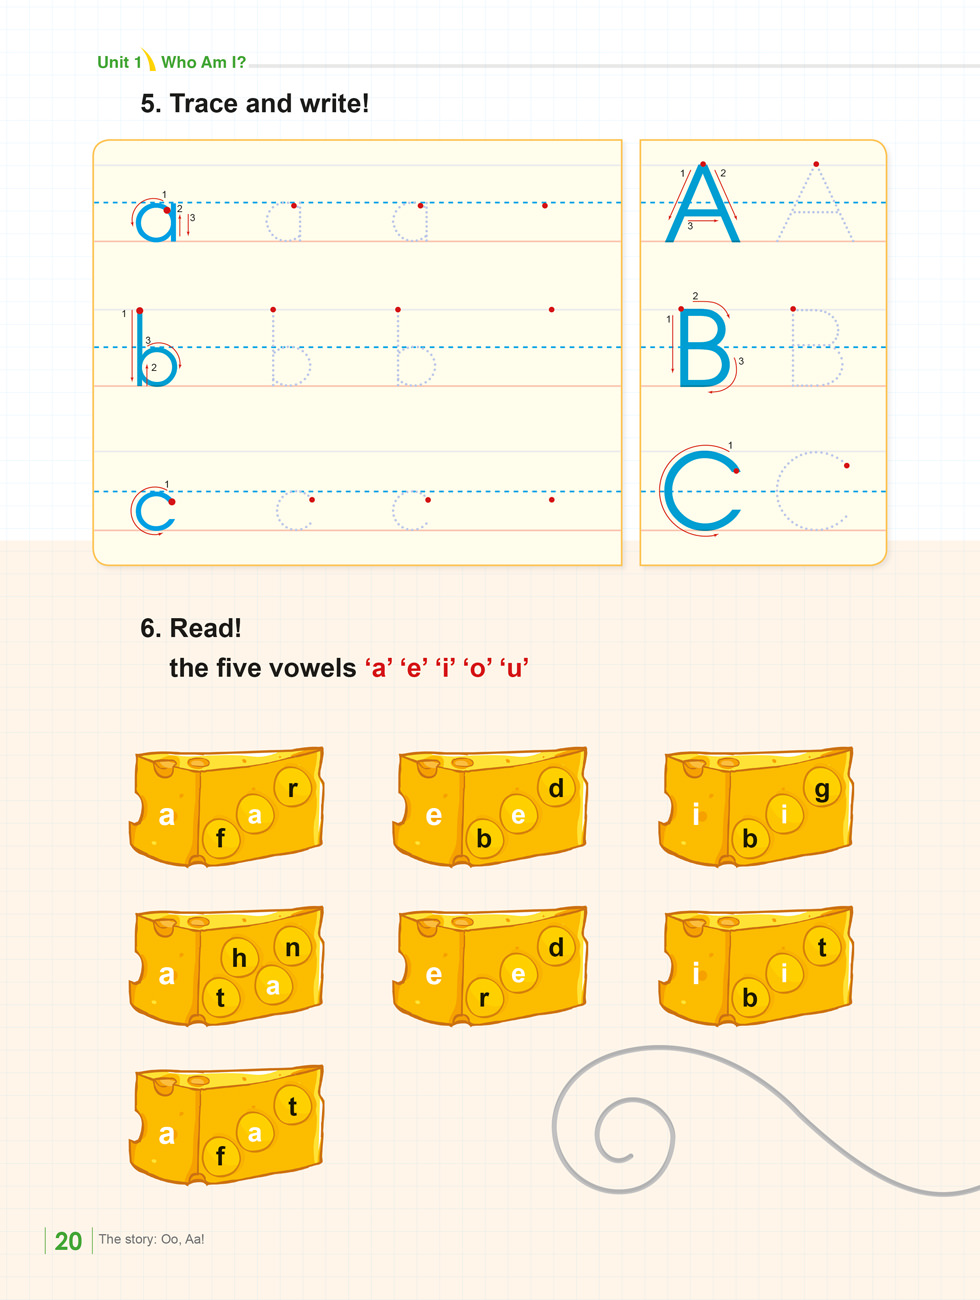 Unit 1 Who Am I?
5. Trace and write!
a 1 2 3 a a
A 1 2 3 A
b 1 2 3 b b
B 1 2 3 B
c 1 c c
C 1 C
6. Read!
the five vowels ‘a’ ‘e’ ‘i’ ‘o’ ‘u’
a f a r
e b e d
i b i g
a t h a n
e r e d
i b i t
a f a t
20 The story: Oo, Aa!